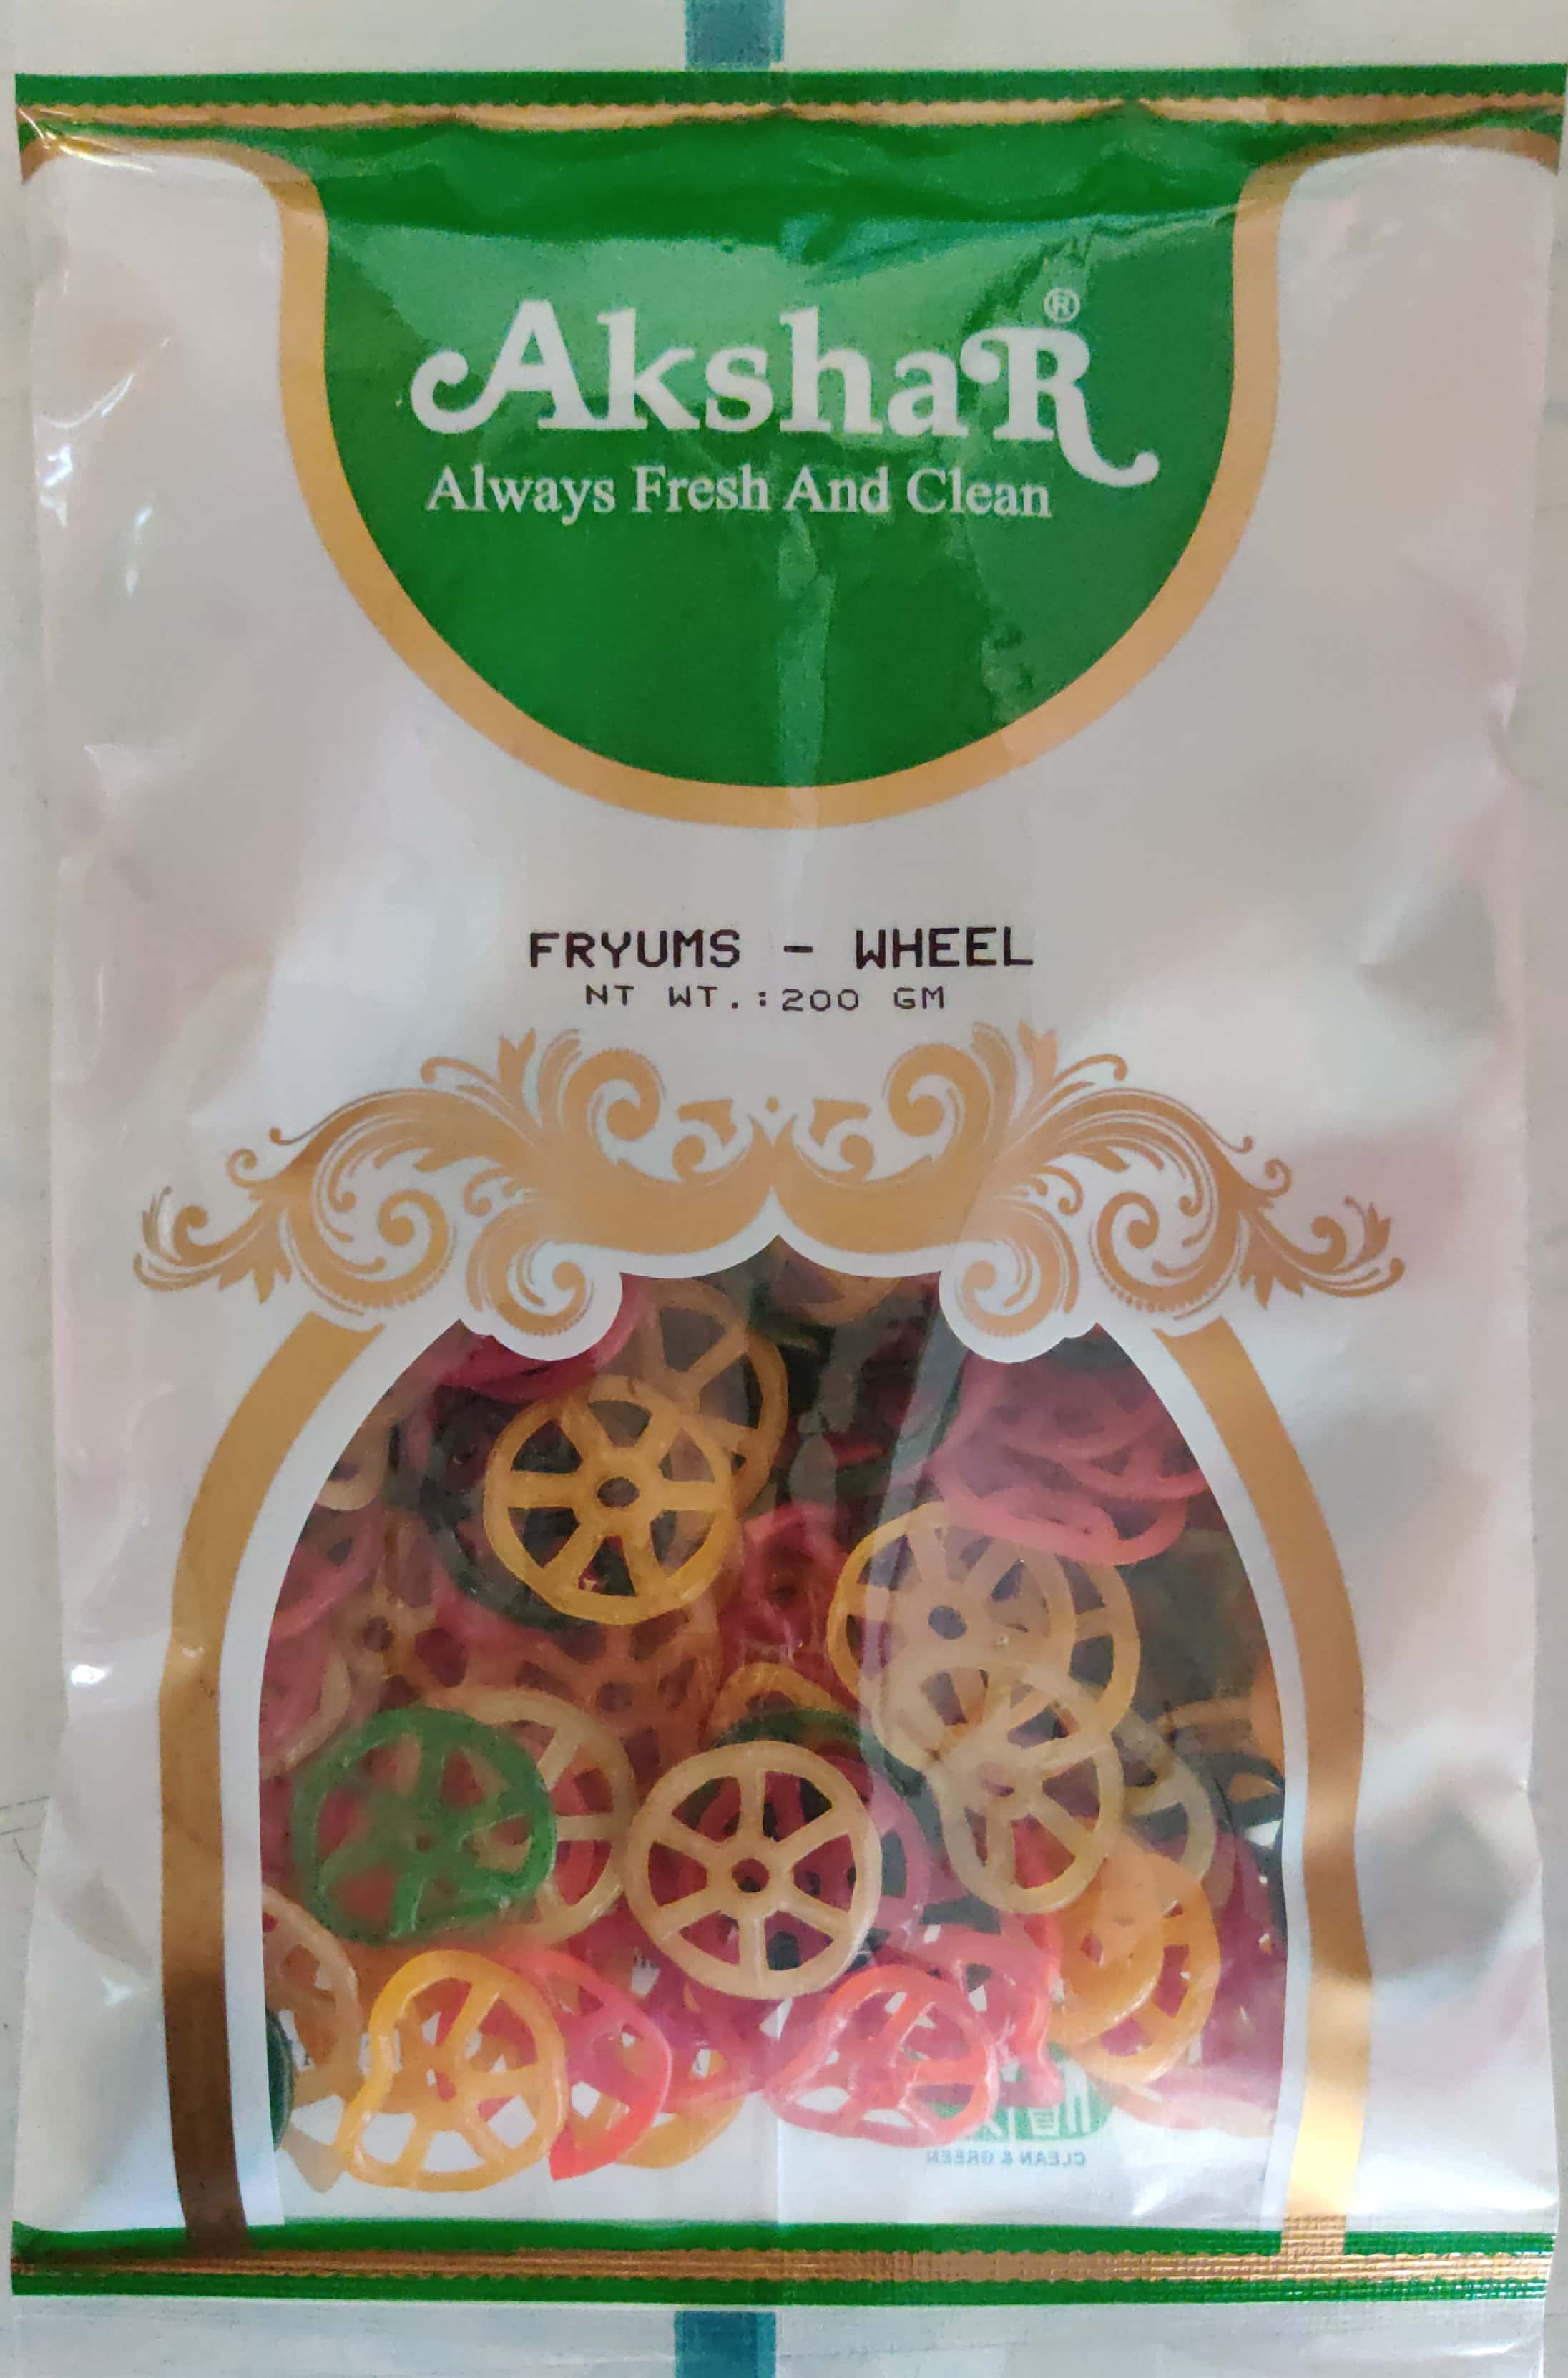 AkshaR®
Always Fresh And Clean
FRYUMS - WHEEL
NT WT.:200 GM
CLEAN & GREEN